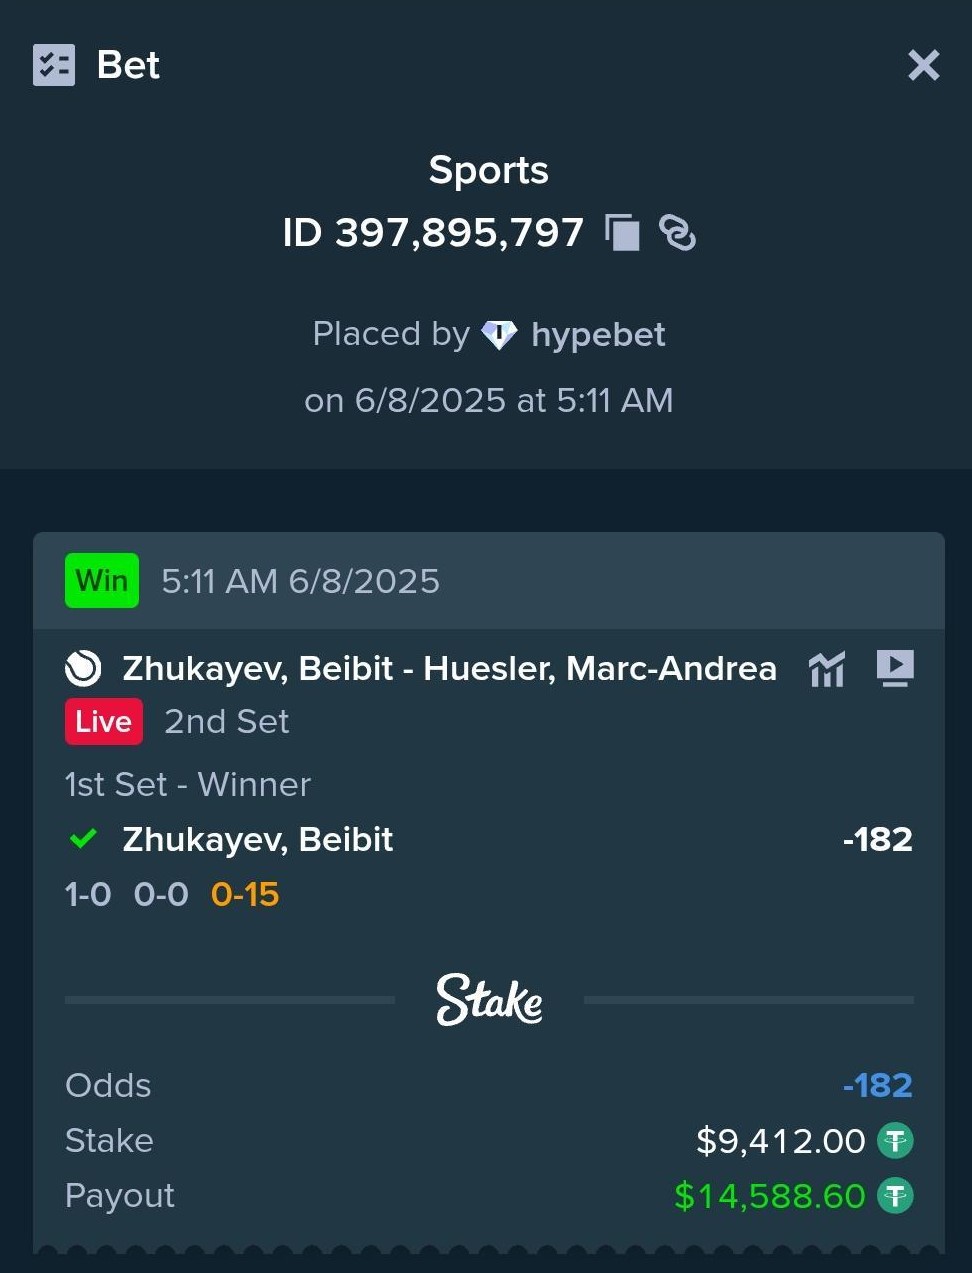 Bet
Sports
ID 397,895,797
Placed by hypebet
on 6/8/2025 at 5:11 AM
Win 5:11 AM 6/8/2025
Zhukayev, Beibit - Huesler, Marc-Andrea
Live 2nd Set
1st Set - Winner
Zhukayev, Beibit -182
1-0 0-0 0-15
Stake
Odds -182
Stake $9,412.00
Payout $14,588.60